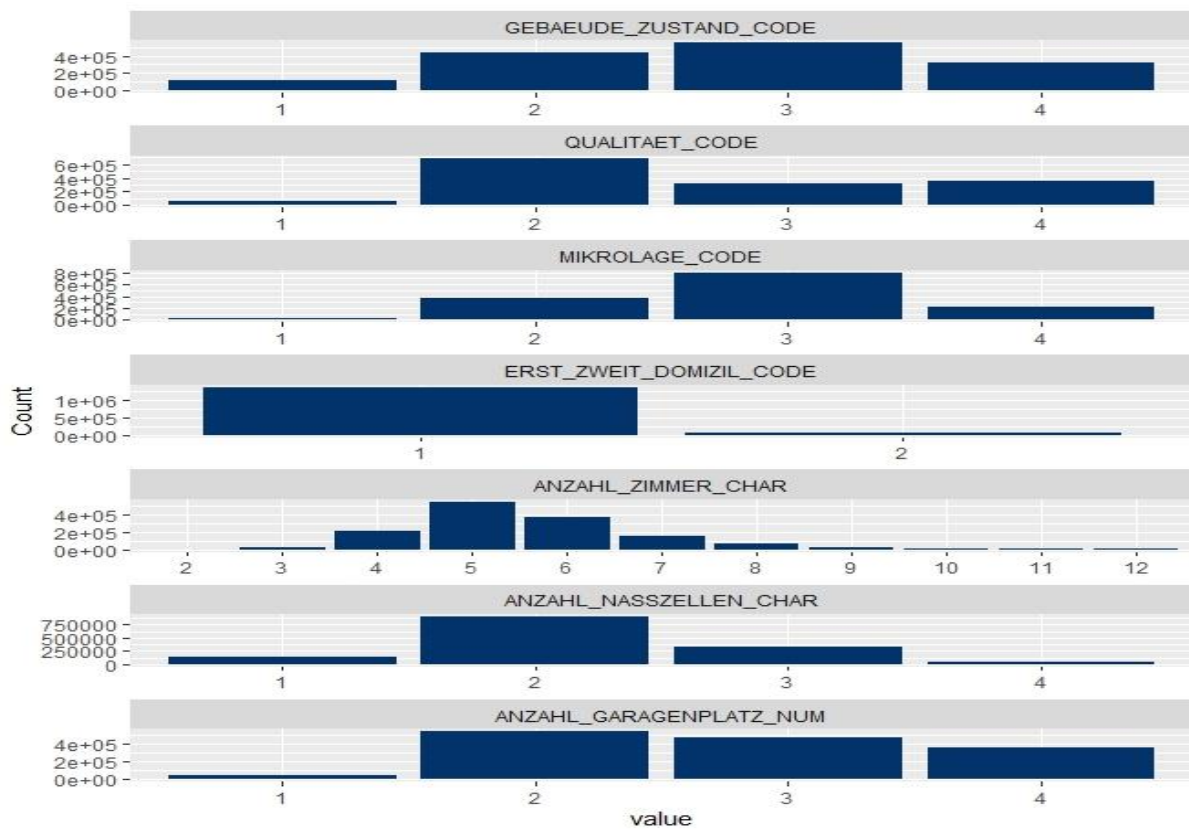 GEBAEUDE_ZUSTAND_CODE
4e+05
2e+05
0e+00
1 2 3 4
QUALITAET_CODE
6e+05
4e+05
2e+05
0e+00
1 2 3 4
MIKROLAGE_CODE
8e+05
6e+05
4e+05
2e+05
0e+00
1 2 3 4
ERST_ZWEIT_DOMIZIL_CODE
Count
1e+06
5e+05
0e+00
1 2
ANZAHL_ZIMMER_CHAR
4e+05
2e+05
0e+00
2 3 4 5 6 7 8 9 10 11 12
ANZAHL_NASSZELLEN_CHAR
750000
500000
250000
0
1 2 3 4
ANZAHL_GARAGENPLATZ_NUM
4e+05
2e+05
0e+00
1 2 3 4
value